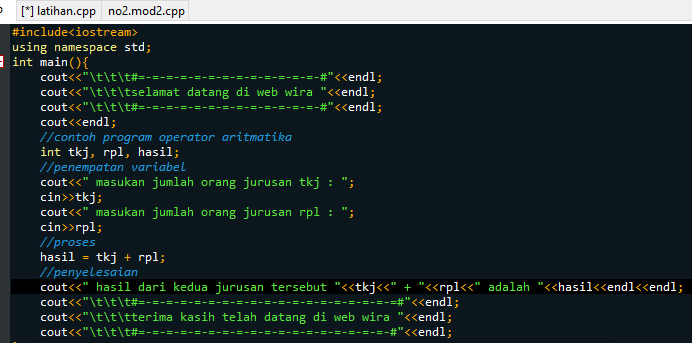 [*] latihan.cpp no2.mod2.cpp
#include<iostream>
using namespace std;
int main(){
cout<<"\t\t\t#=-=-=-=-=-=-=-=-=-=-=-=-=-#"<<endl;
cout<<"\t\t\tselamat datang di web wira "<<endl;
cout<<"\t\t\t#=-=-=-=-=-=-=-=-=-=-=-=-=-#"<<endl;
cout<<endl;
//contoh program operator aritmatika
int tkj, rpl, hasil;
//penempatan variabel
cout<<" masukan jumlah orang jurusan tkj : ";
cin>>tkj;
cout<<" masukan jumlah orang jurusan rpl : ";
cin>>rpl;
//proses
hasil = tkj + rpl;
//penyelesaian
cout<<" hasil dari kedua jurusan tersebut "<<tkj<<" + "<<rpl<<" adalah "<<hasil<<endl<<endl;
cout<<"\t\t\t#=-=-=-=-=-=-=-=-=-=-=-=-=-=-=-=-=-=-=#"<<endl;
cout<<"\t\t\tterima kasih telah datang di web wira "<<endl;
cout<<"\t\t\t#=-=-=-=-=-=-=-=-=-=-=-=-=-=-=-=-=-=-#"<<endl;